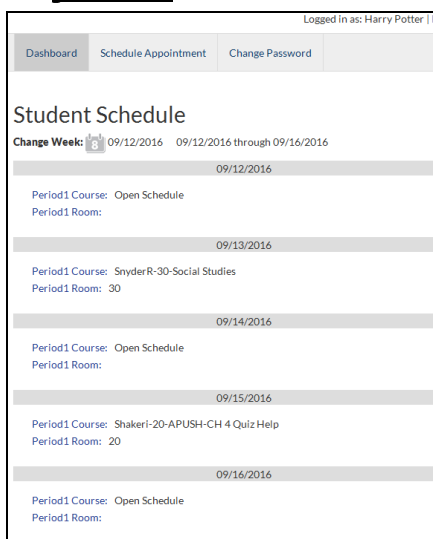 Logged in as: Harry Potter |
Dashboard Schedule Appointment Change Password
Student Schedule
Change Week: 8 09/12/2016 09/12/2016 through 09/16/2016
09/12/2016
Period1 Course: Open Schedule
Period1 Room:
09/13/2016
Period1 Course: SnyderR-30-Social Studies
Period1 Room: 30
09/14/2016
Period1 Course: Open Schedule
Period1 Room:
09/15/2016
Period1 Course: Shakeri-20-APUSH-CH 4 Quiz Help
Period1 Room: 20
09/16/2016
Period1 Course: Open Schedule
Period1 Room: